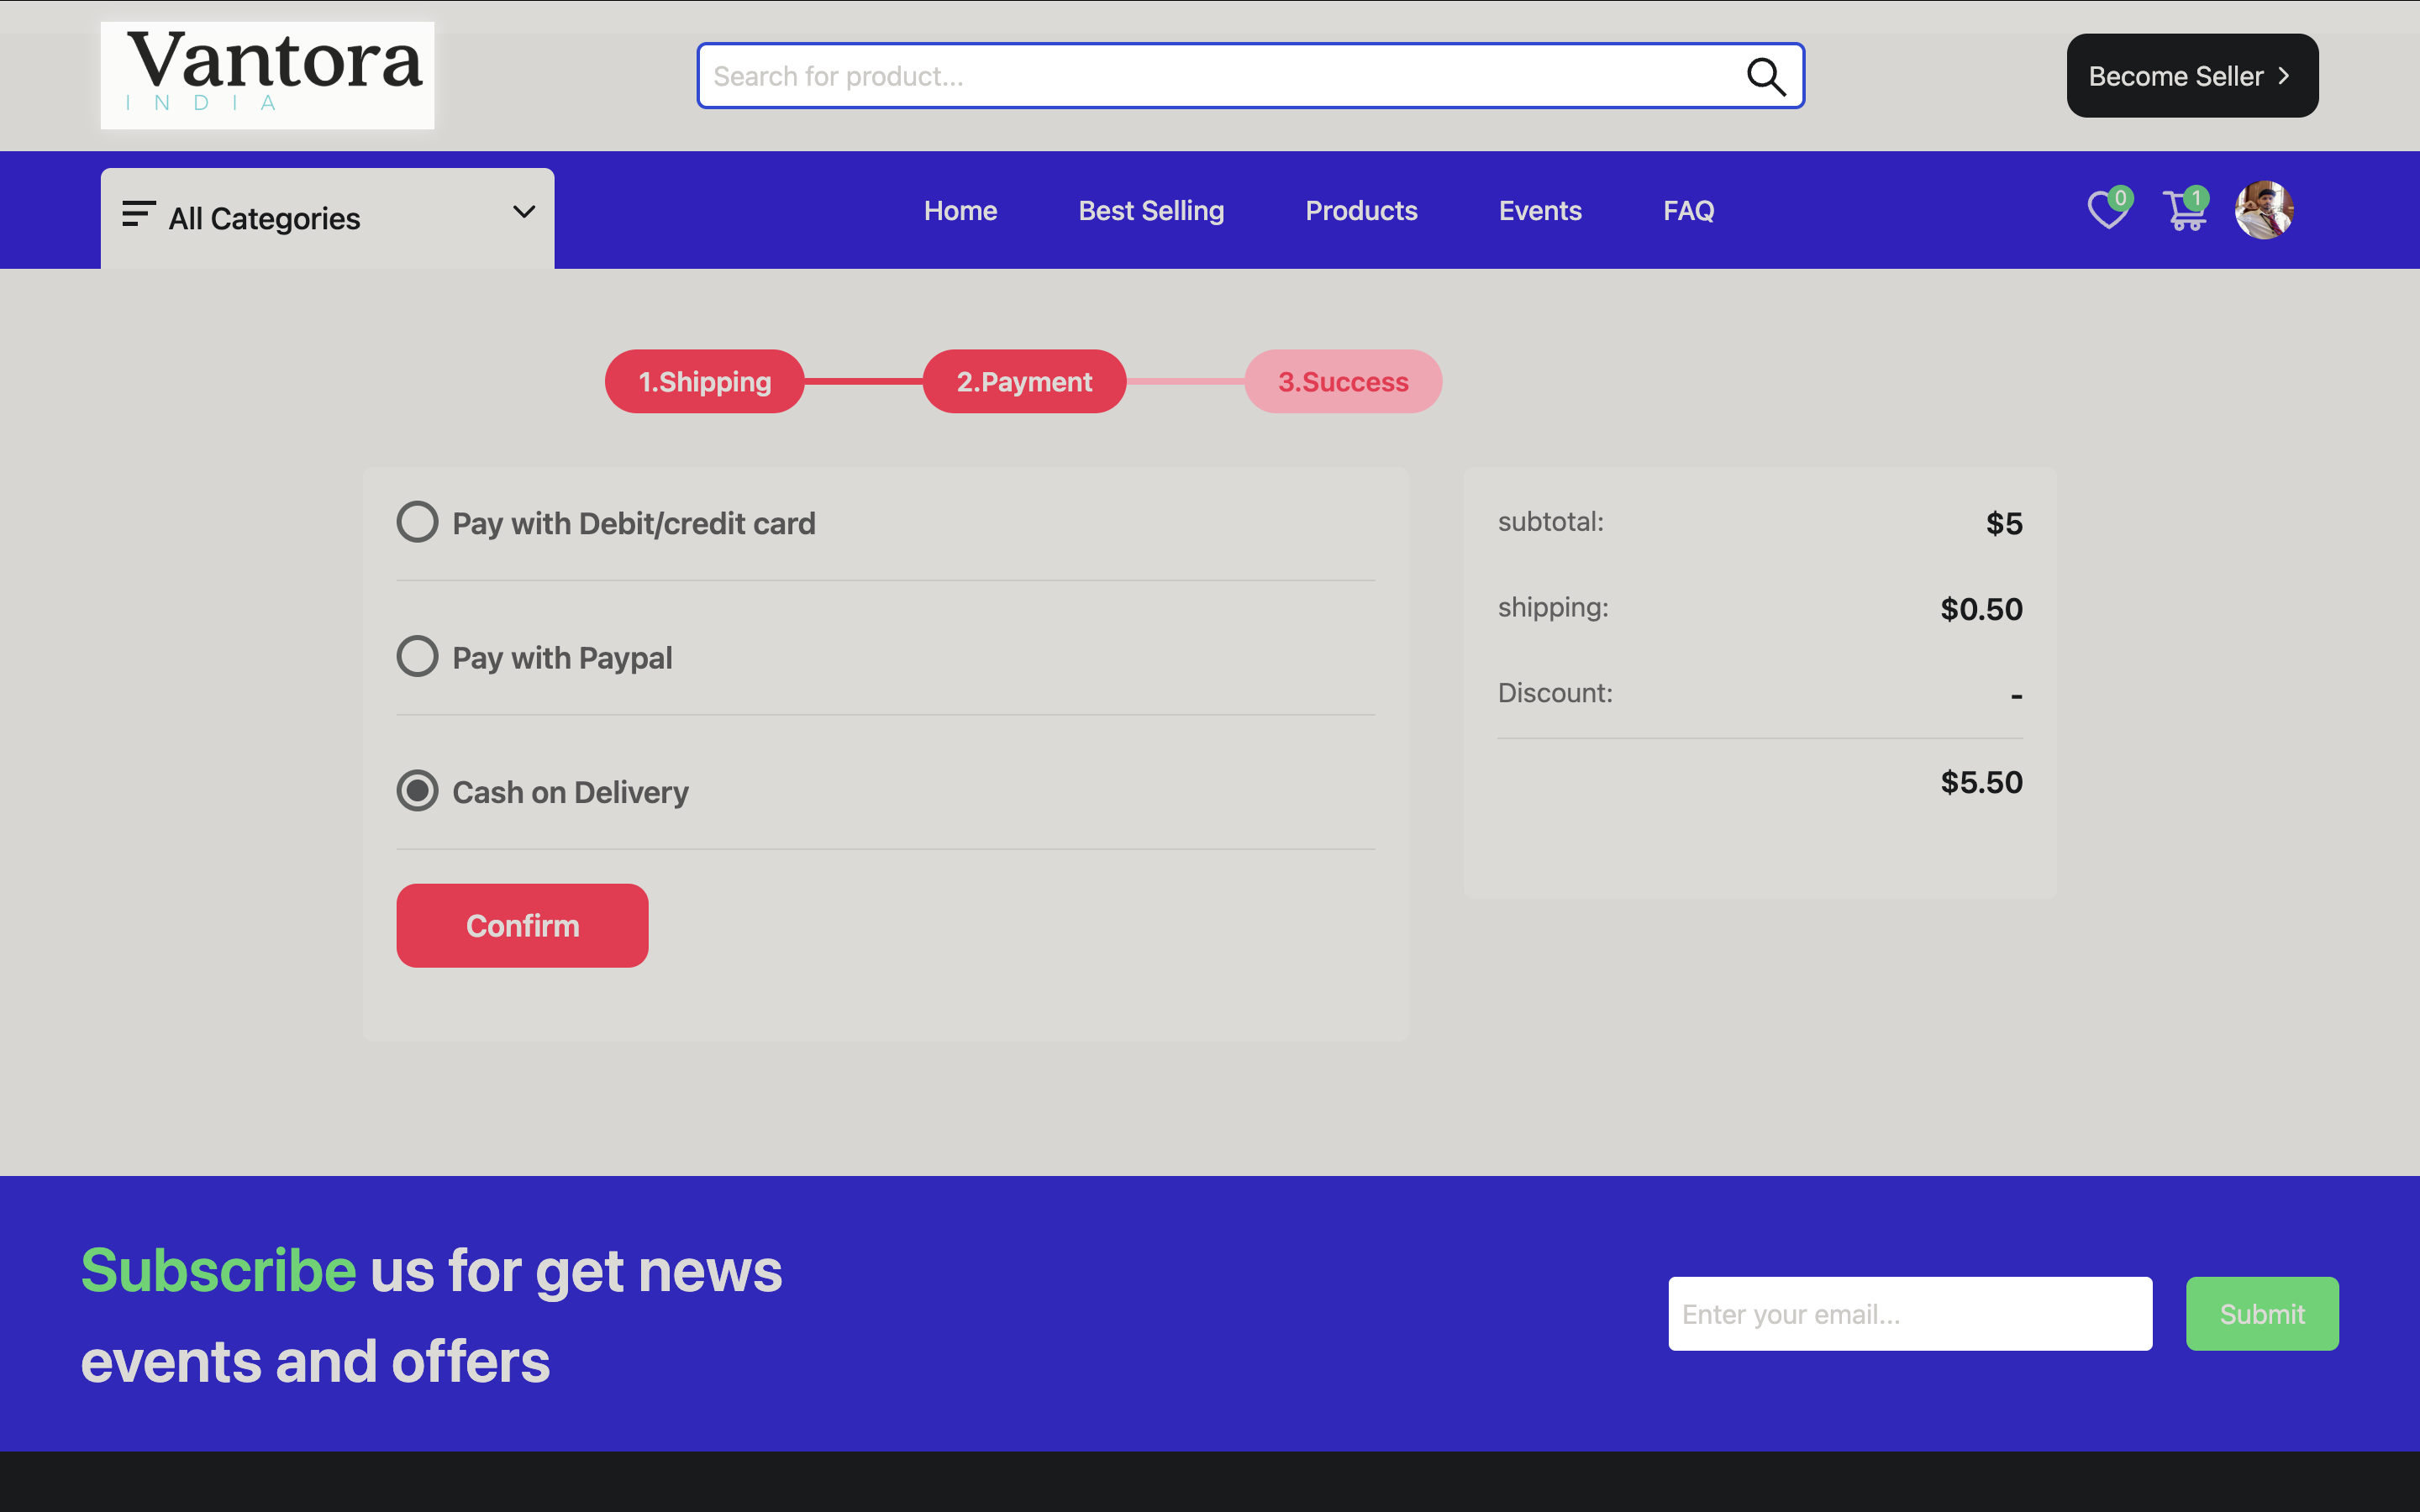 Vantora
INDIA
Search for product...
Become Seller
All Categories
Home
Best Selling
Products
Events
FAQ
0
1
1.Shipping
2.Payment
3.Success
Pay with Debit/credit card
Pay with Paypal
Cash on Delivery
Confirm
subtotal: $5
shipping: $0.50
Discount: -
$5.50
Subscribe us for get news
events and offers
Enter your email...
Submit